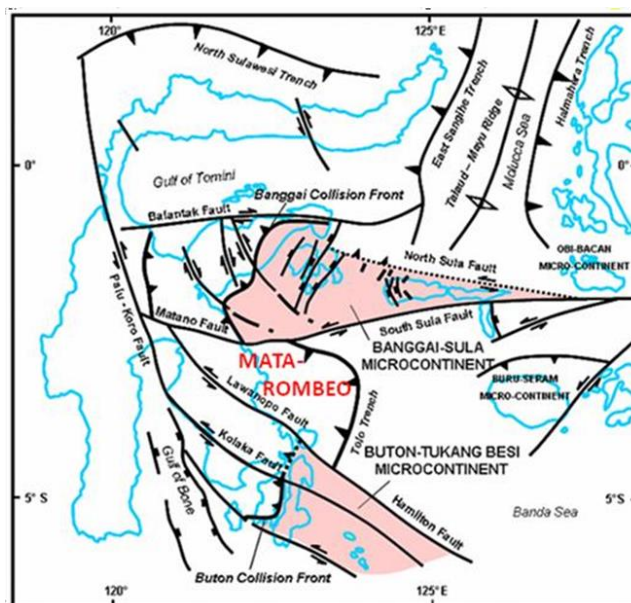 120°
125°E
North Sulawesi Trench
East Sangihe Trench
Talaud - Mayu Ridge
Molucca Sea
Halmahera Trench
0°
0°
Gulf of Tomini
Banggai Collision Front
Balantak Fault
OBI-BACAN
MICRO-CONTINENT
North Sula Fault
Palu - Koro Fault
Matano Fault
South Sula Fault
BANGGAI-SULA
MICROCONTINENT
MATA-
ROMBEO
BURU-SERAM
MICRO-CONTINENT
Lawanopo Fault
Tolo Trench
Kolaka Fault
BUTON-TUKANG BESI
MICROCONTINENT
Gulf of Bone
Hamilton Fault
5°S
5°S
Banda Sea
Buton Collision Front
120°
125°E